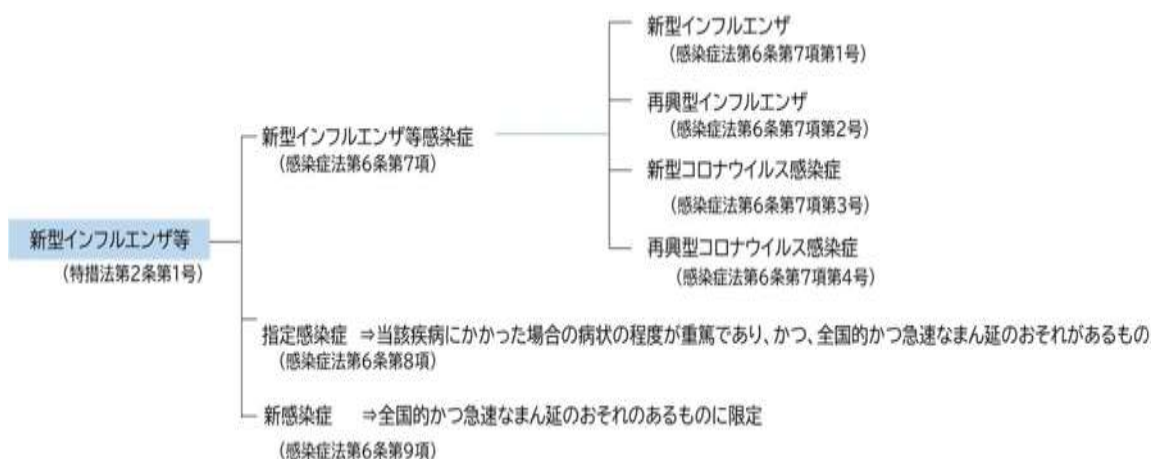 新型インフルエンザ
(感染症法第6条第7項第1号)
再興型インフルエンザ
(感染症法第6条第7項第2号)
新型インフルエンザ等感染症
(感染症法第6条第7項)
新型コロナウイルス感染症
(感染症法第6条第7項第3号)
新型インフルエンザ等
(特措法第2条第1号)
再興型コロナウイルス感染症
(感染症法第6条第7項第4号)
指定感染症 ⇒当該疾病にかかった場合の病状の程度が重篤であり、かつ、全国的かつ急速なまん延のおそれがあるもの
(感染症法第6条第8項)
新感染症 ⇒全国的かつ急速なまん延のおそれのあるものに限定
(感染症法第6条第9項)